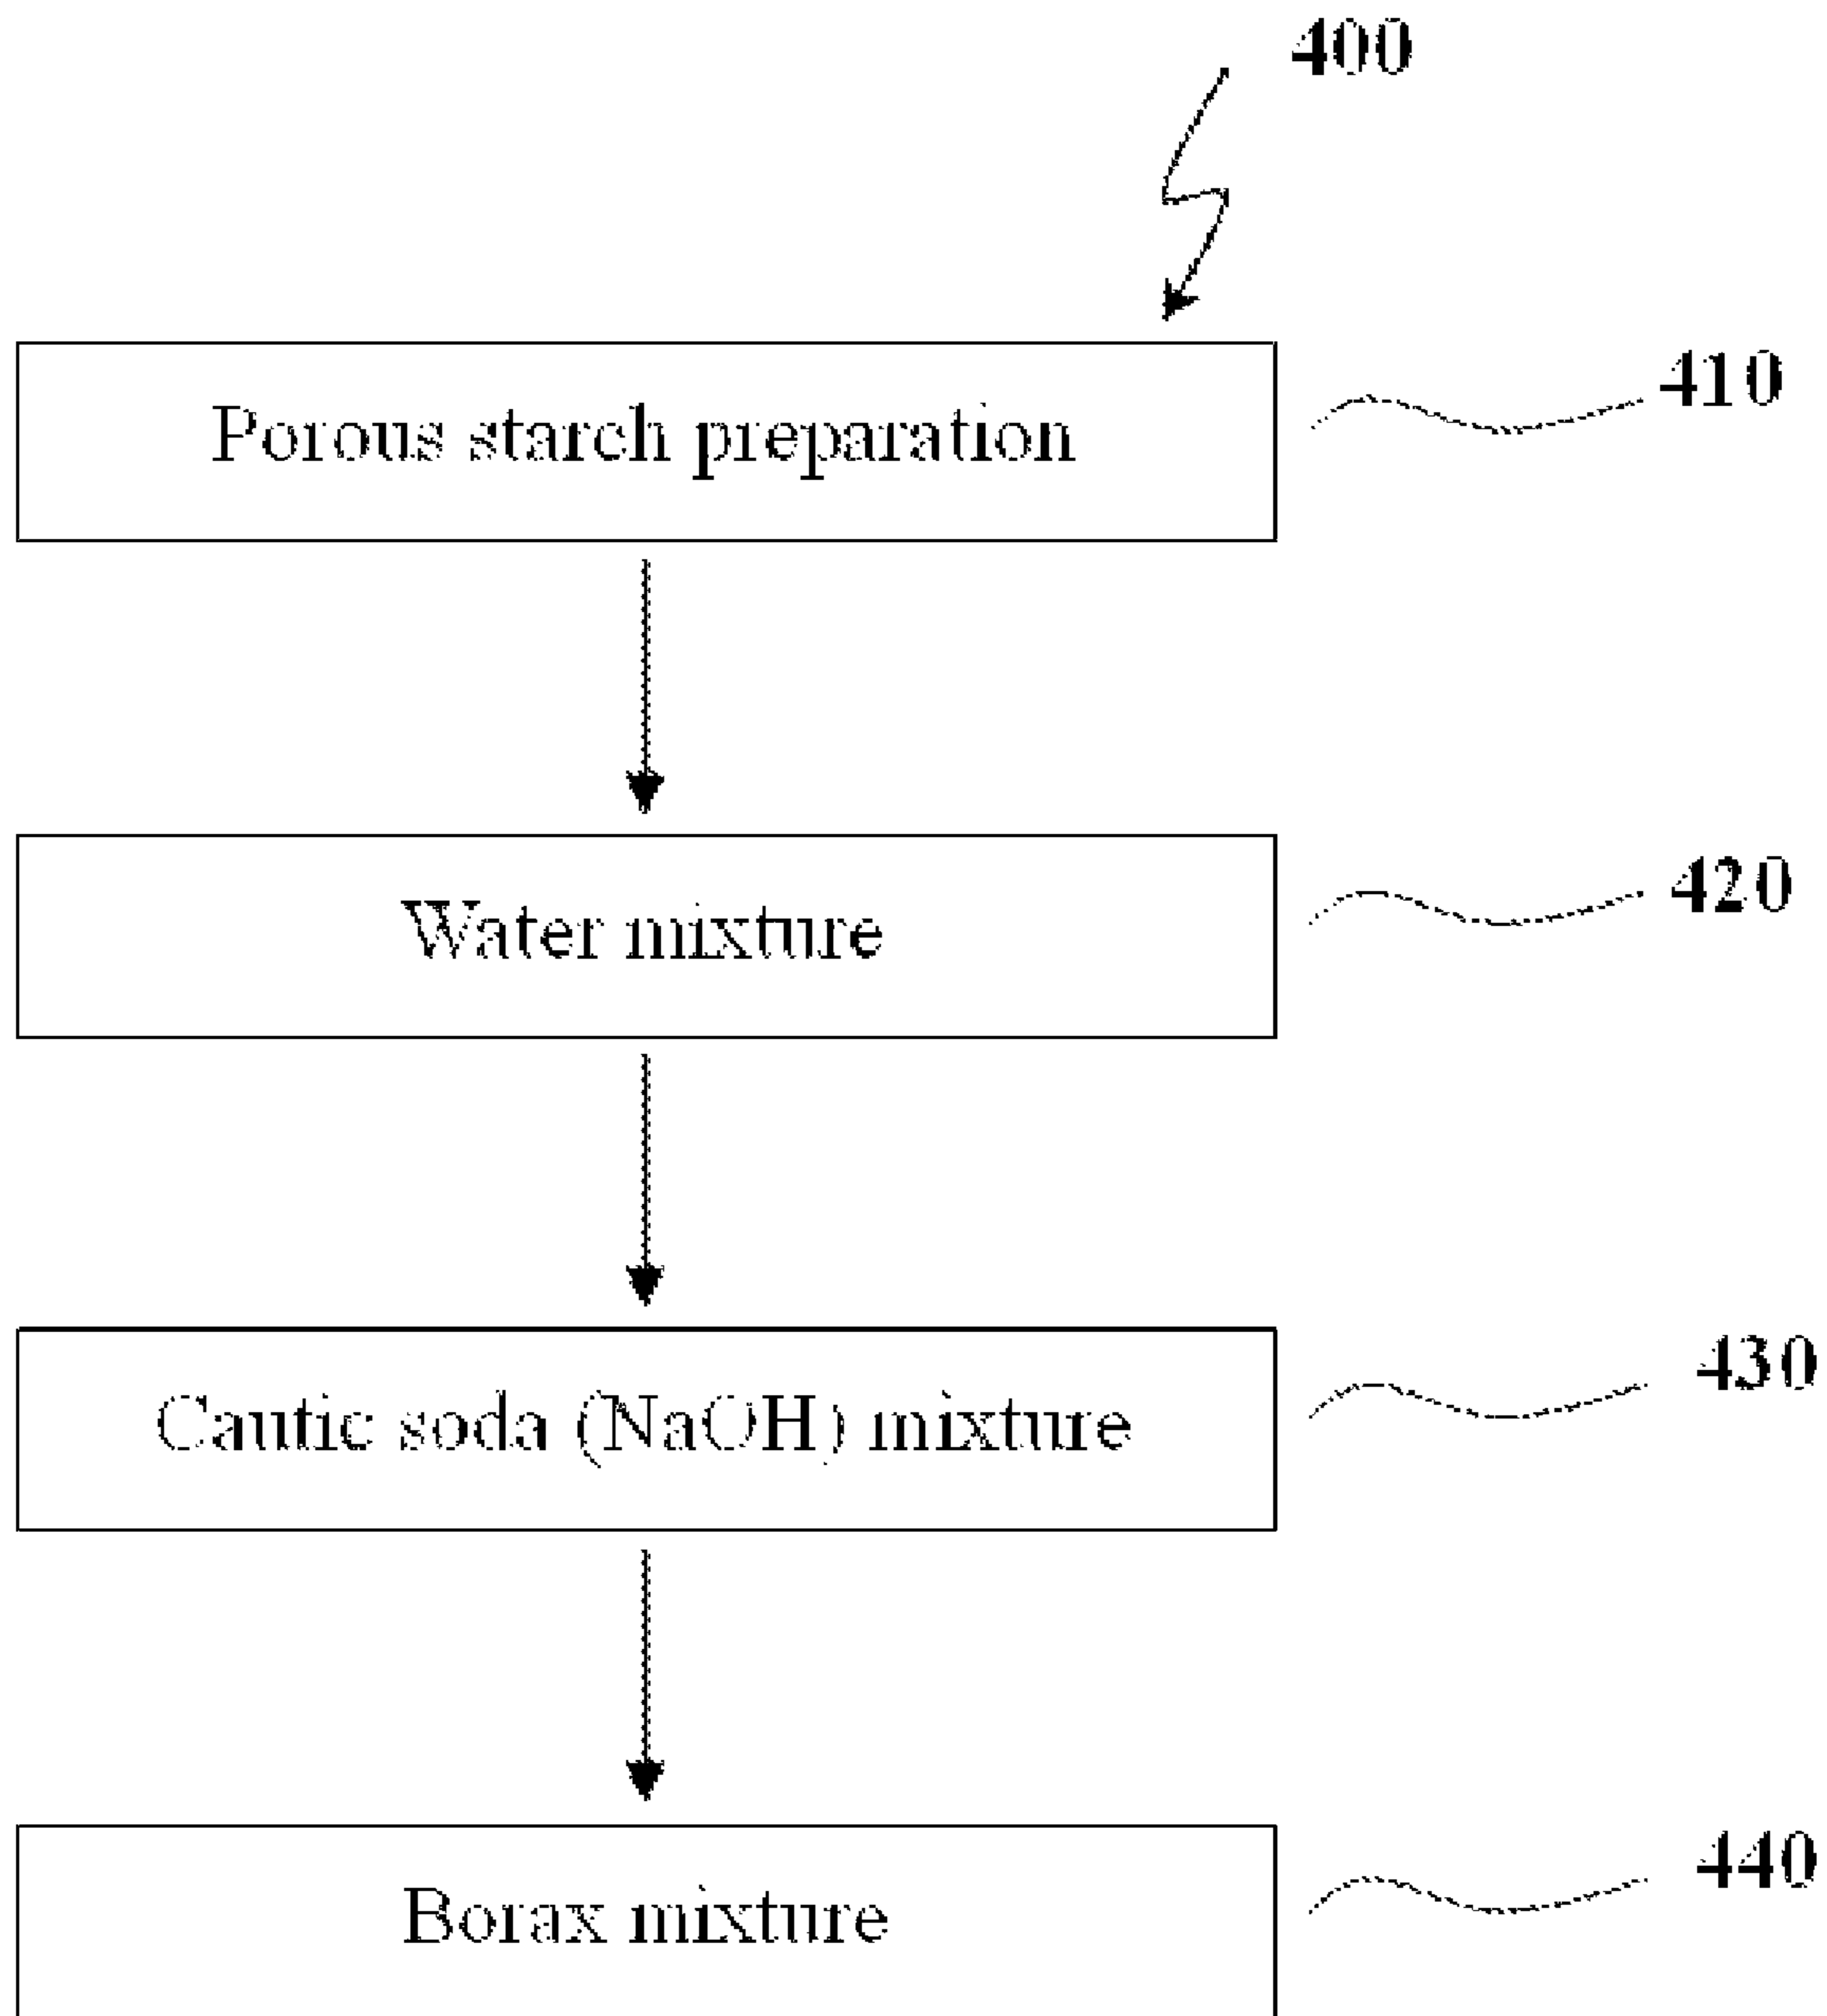 400
Porous starch preparation
410
Water mixture
420
Cautic soda (NaOH) mixture
430
Borax mixture
440